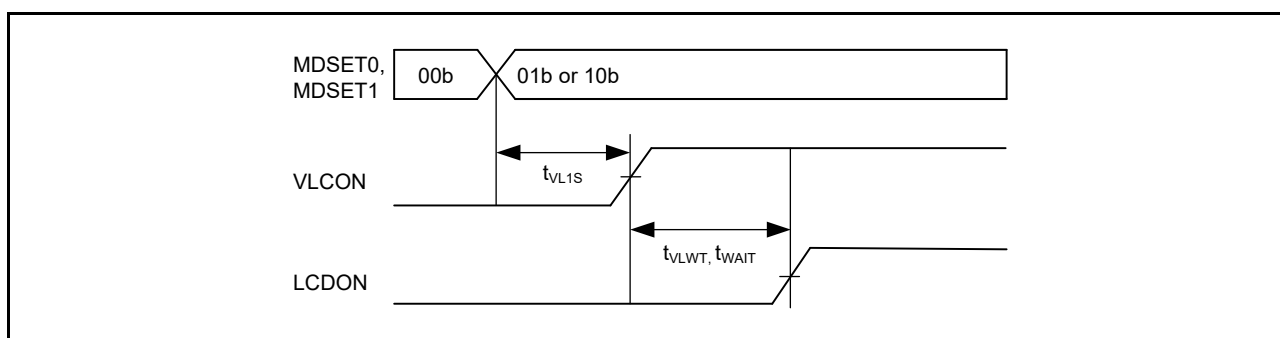 MDSET0,
MDSET1
00b
01b or 10b
tVL1S
VLCON
tVLWT, tWAIT
LCDON